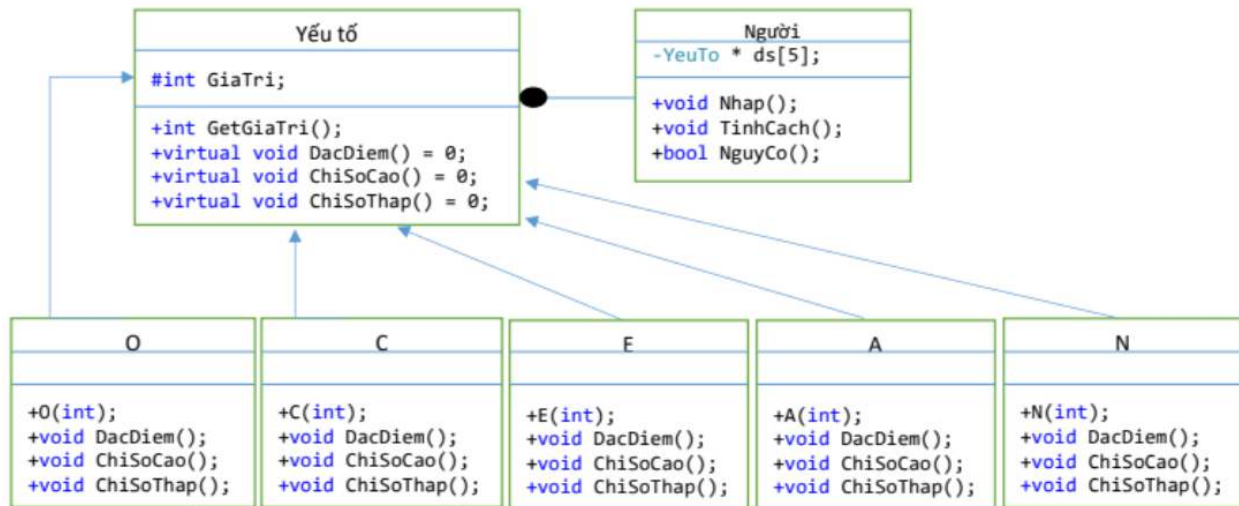 Yếu tố
#int GiaTri;
+int GetGiaTri();
+virtual void DacDiem() = 0;
+virtual void ChiSoCao() = 0;
+virtual void ChiSoThap() = 0;
Người
-YeuTo * ds[5];
+void Nhap();
+void TinhCach();
+bool NguyCo();
O
+O(int);
+void DacDiem();
+void ChiSoCao();
+void ChiSoThap();
C
+C(int);
+void DacDiem();
+void ChiSoCao();
+void ChiSoThap();
E
+E(int);
+void DacDiem();
+void ChiSoCao();
+void ChiSoThap();
A
+A(int);
+void DacDiem();
+void ChiSoCao();
+void ChiSoThap();
N
+N(int);
+void DacDiem();
+void ChiSoCao();
+void ChiSoThap();